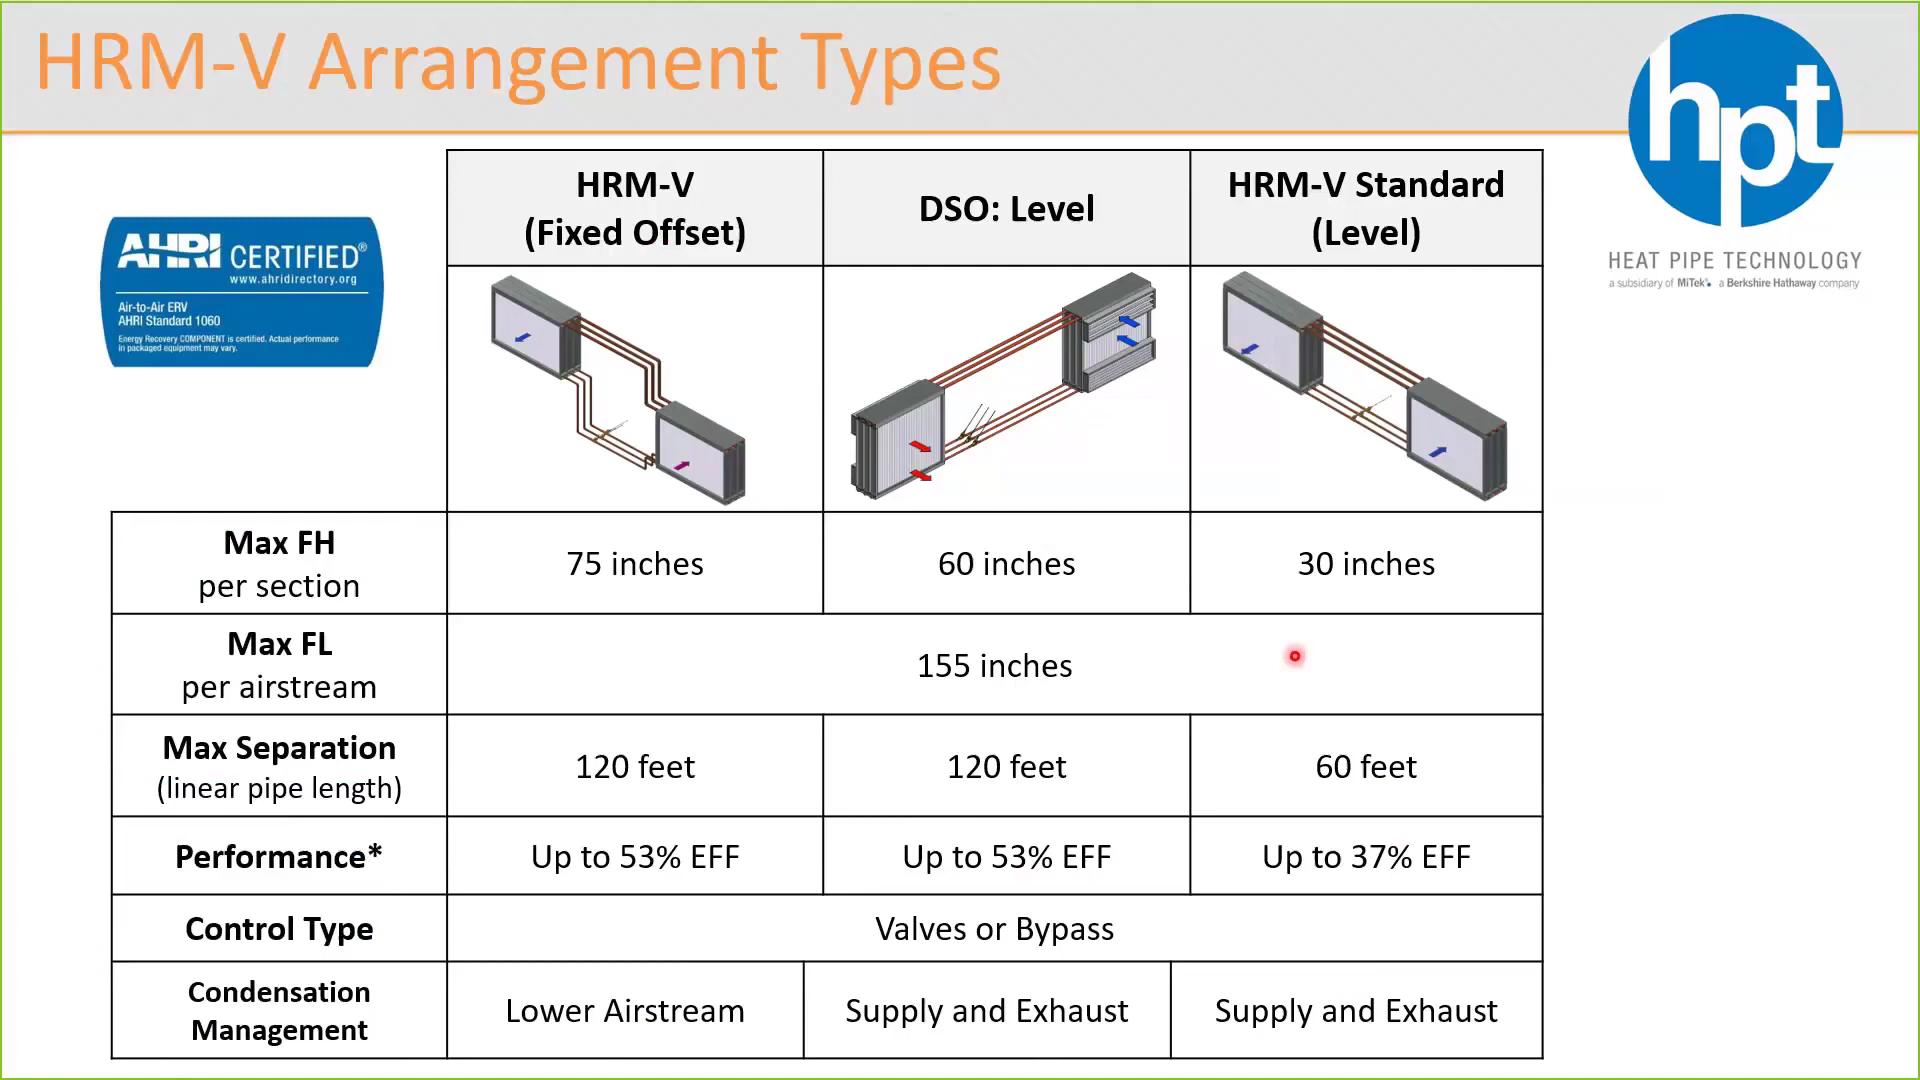 HRM-V Arrangement Types
hpt
HEAT PIPE TECHNOLOGY
a subsidiary of MiTek® a Berkshire Hathaway company
AHRI CERTIFIED®
www.ahridirectory.org
Air-to-Air ERV
AHRI Standard 1060
Energy Recovery COMPONENT is certified. Actual performance
in packaged equipment may vary.
HRM-V
(Fixed Offset)
DSO: Level
HRM-V Standard
(Level)
Max FH
per section
75 inches
60 inches
30 inches
Max FL
per airstream
155 inches
Max Separation
(linear pipe length)
120 feet
120 feet
60 feet
Performance*
Up to 53% EFF
Up to 53% EFF
Up to 37% EFF
Control Type
Valves or Bypass
Condensation
Management
Lower Airstream
Supply and Exhaust
Supply and Exhaust